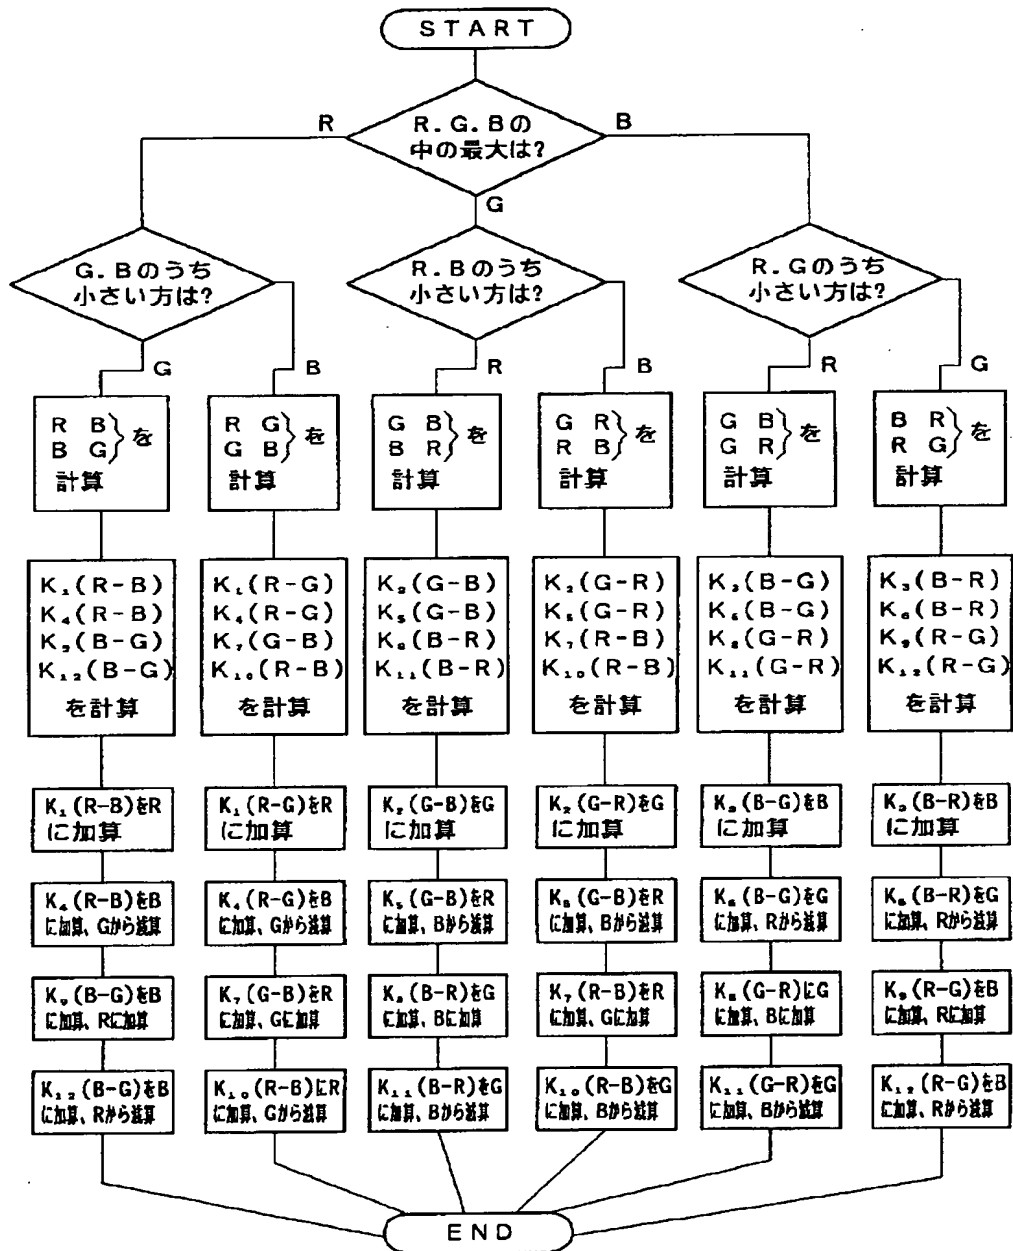 START
R.G.Bの
中の最大は?
R
G
B
G.Bのうち
小さい方は?
G
B
R.Bのうち
小さい方は?
R
B
R.Gのうち
小さい方は?
R
G
R B
B G}を
計算
R G
G B}を
計算
G B
B R}を
計算
G R
R B}を
計算
G B
G R}を
計算
B R
R G}を
計算
K₁(R-B)
K₄(R-B)
K₉(B-G)
K₁₂(B-G)
を計算
K₁(R-G)
K₄(R-G)
K₇(G-B)
K₁₀(R-B)
を計算
K₂(G-B)
K₅(G-B)
K₈(B-R)
K₁₁(B-R)
を計算
K₂(G-R)
K₅(G-R)
K₇(R-B)
K₁₀(R-B)
を計算
K₃(B-G)
K₆(B-G)
K₈(G-R)
K₁₁(G-R)
を計算
K₃(B-R)
K₆(B-R)
K₉(R-G)
K₁₂(R-G)
を計算
K₁(R-B)をR
に加算
K₁(R-G)をR
に加算
K₂(G-B)をG
に加算
K₂(G-R)をG
に加算
K₃(B-G)をB
に加算
K₃(B-R)をB
に加算
K₄(R-B)をB
に加算、Gから減算
K₄(R-G)をB
に加算、Gから減算
K₅(G-B)をR
に加算、Bから減算
K₅(G-B)をR
に加算、Bから減算
K₆(B-G)をG
に加算、Rから減算
K₆(B-R)をG
に加算、Rから減算
K₉(B-G)をB
に加算、Rに加算
K₇(G-B)をR
に加算、Gに加算
K₈(B-R)をG
に加算、Bに加算
K₇(R-B)をR
に加算、Gに加算
K₈(G-R)にG
に加算、Bに加算
K₉(R-G)をB
に加算、Rに加算
K₁₂(B-G)をB
に加算、Rから減算
K₁₀(R-B)にR
に加算、Gから減算
K₁₁(B-R)をG
に加算、Bから減算
K₁₀(R-B)をG
に加算、Bから減算
K₁₁(G-R)をG
に加算、Bから減算
K₁₂(R-G)をB
に加算、Rから減算
END